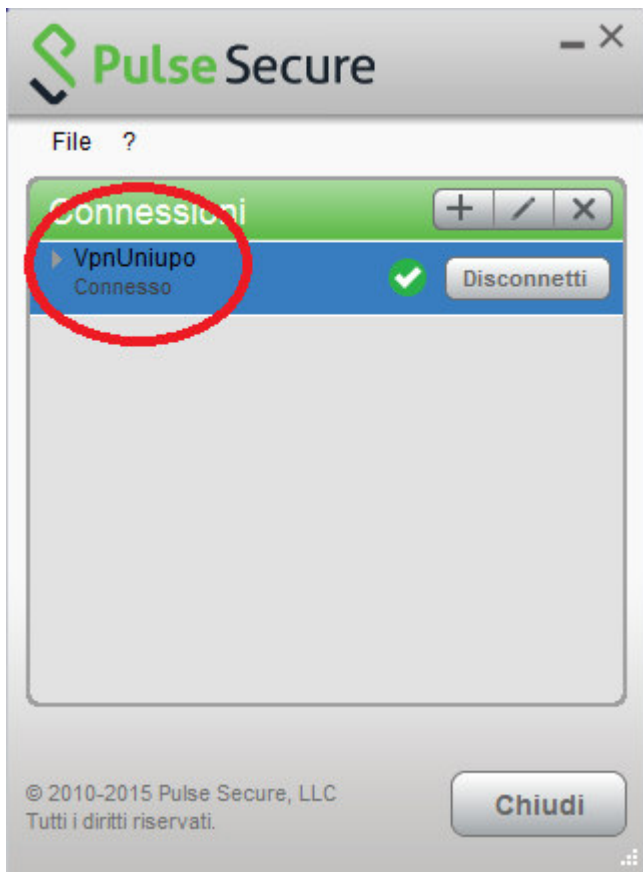 Pulse Secure
File ?
Connessioni
VpnUniupo
Connesso
Disconnetti
© 2010-2015 Pulse Secure, LLC
Tutti i diritti riservati.
Chiudi